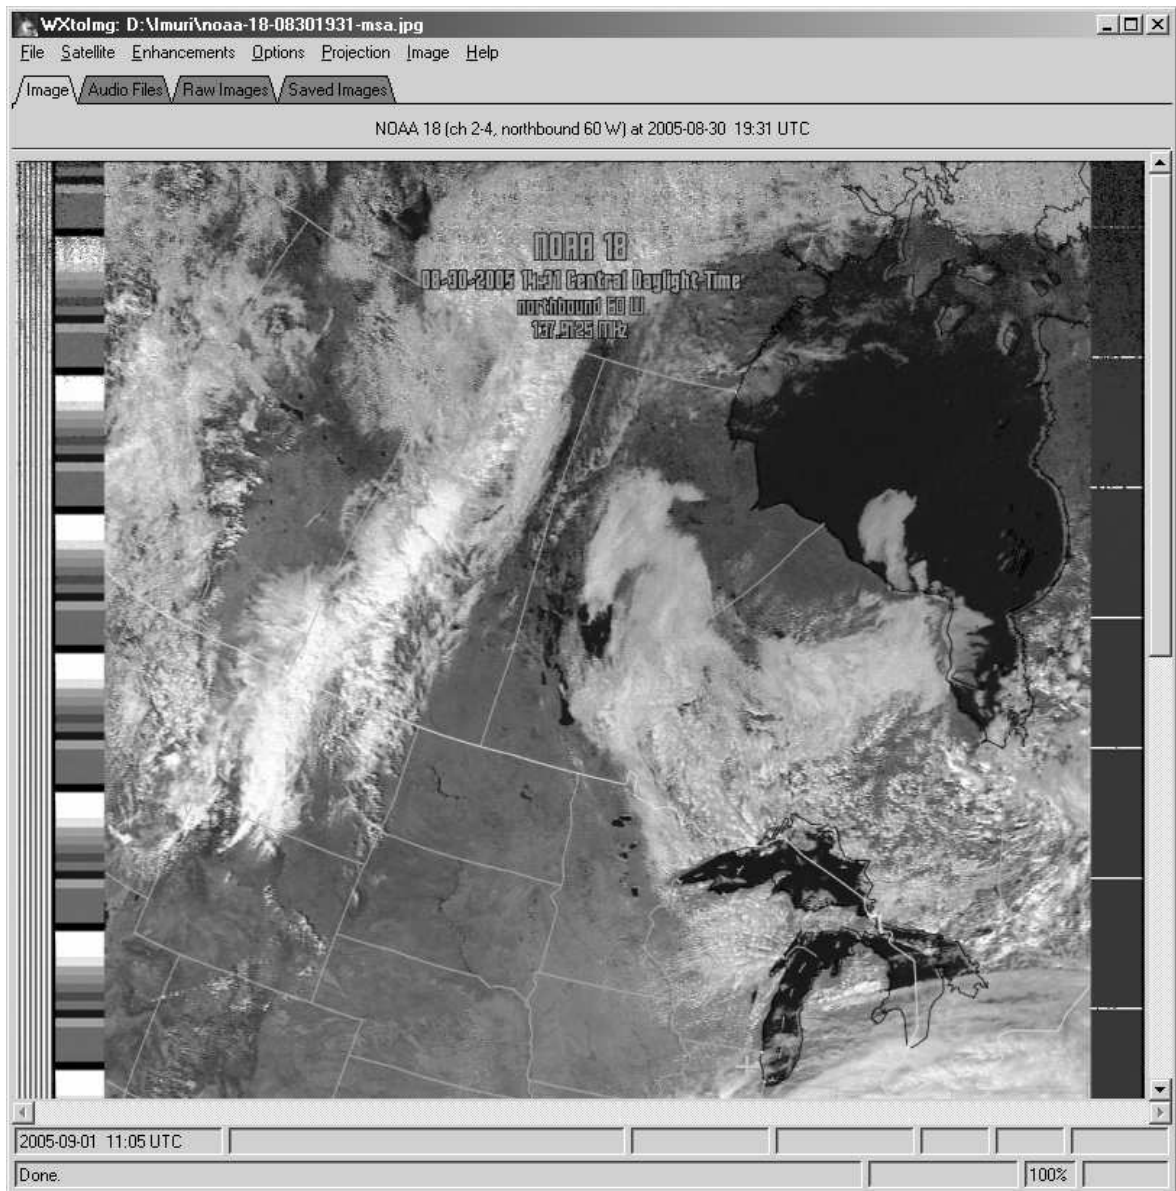 WXtoImg: D:\Imuri\noaa-18-08301931-msa.jpg
File Satellite Enhancements Options Projection Image Help
Image Audio Files Raw Images Saved Images
NOAA 18 (ch 2-4, northbound 60 W) at 2005-08-30 19:31 UTC
NOAA 18
08-30-2005 14:31 Central Daylight Time
northbound 60 W
137.9125 MHz
2005-09-01 11:05 UTC
Done. 100%